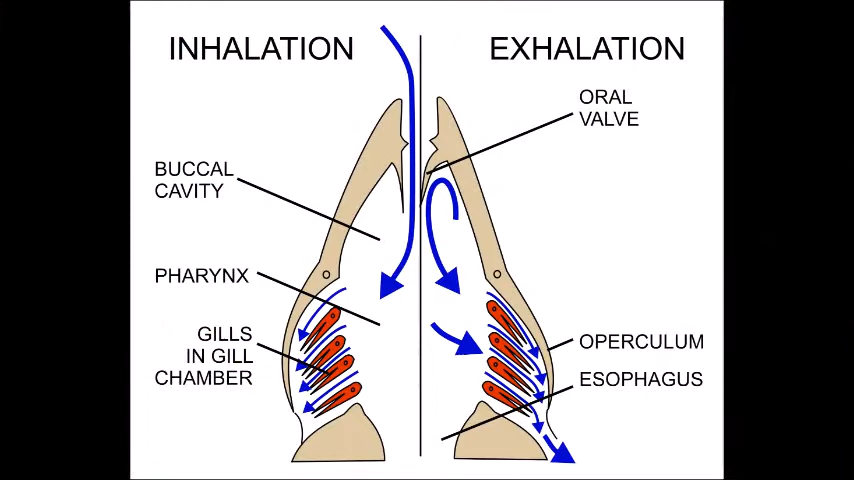 INHALATION
EXHALATION
ORAL
VALVE
BUCCAL
CAVITY
PHARYNX
GILLS
IN GILL
CHAMBER
OPERCULUM
ESOPHAGUS